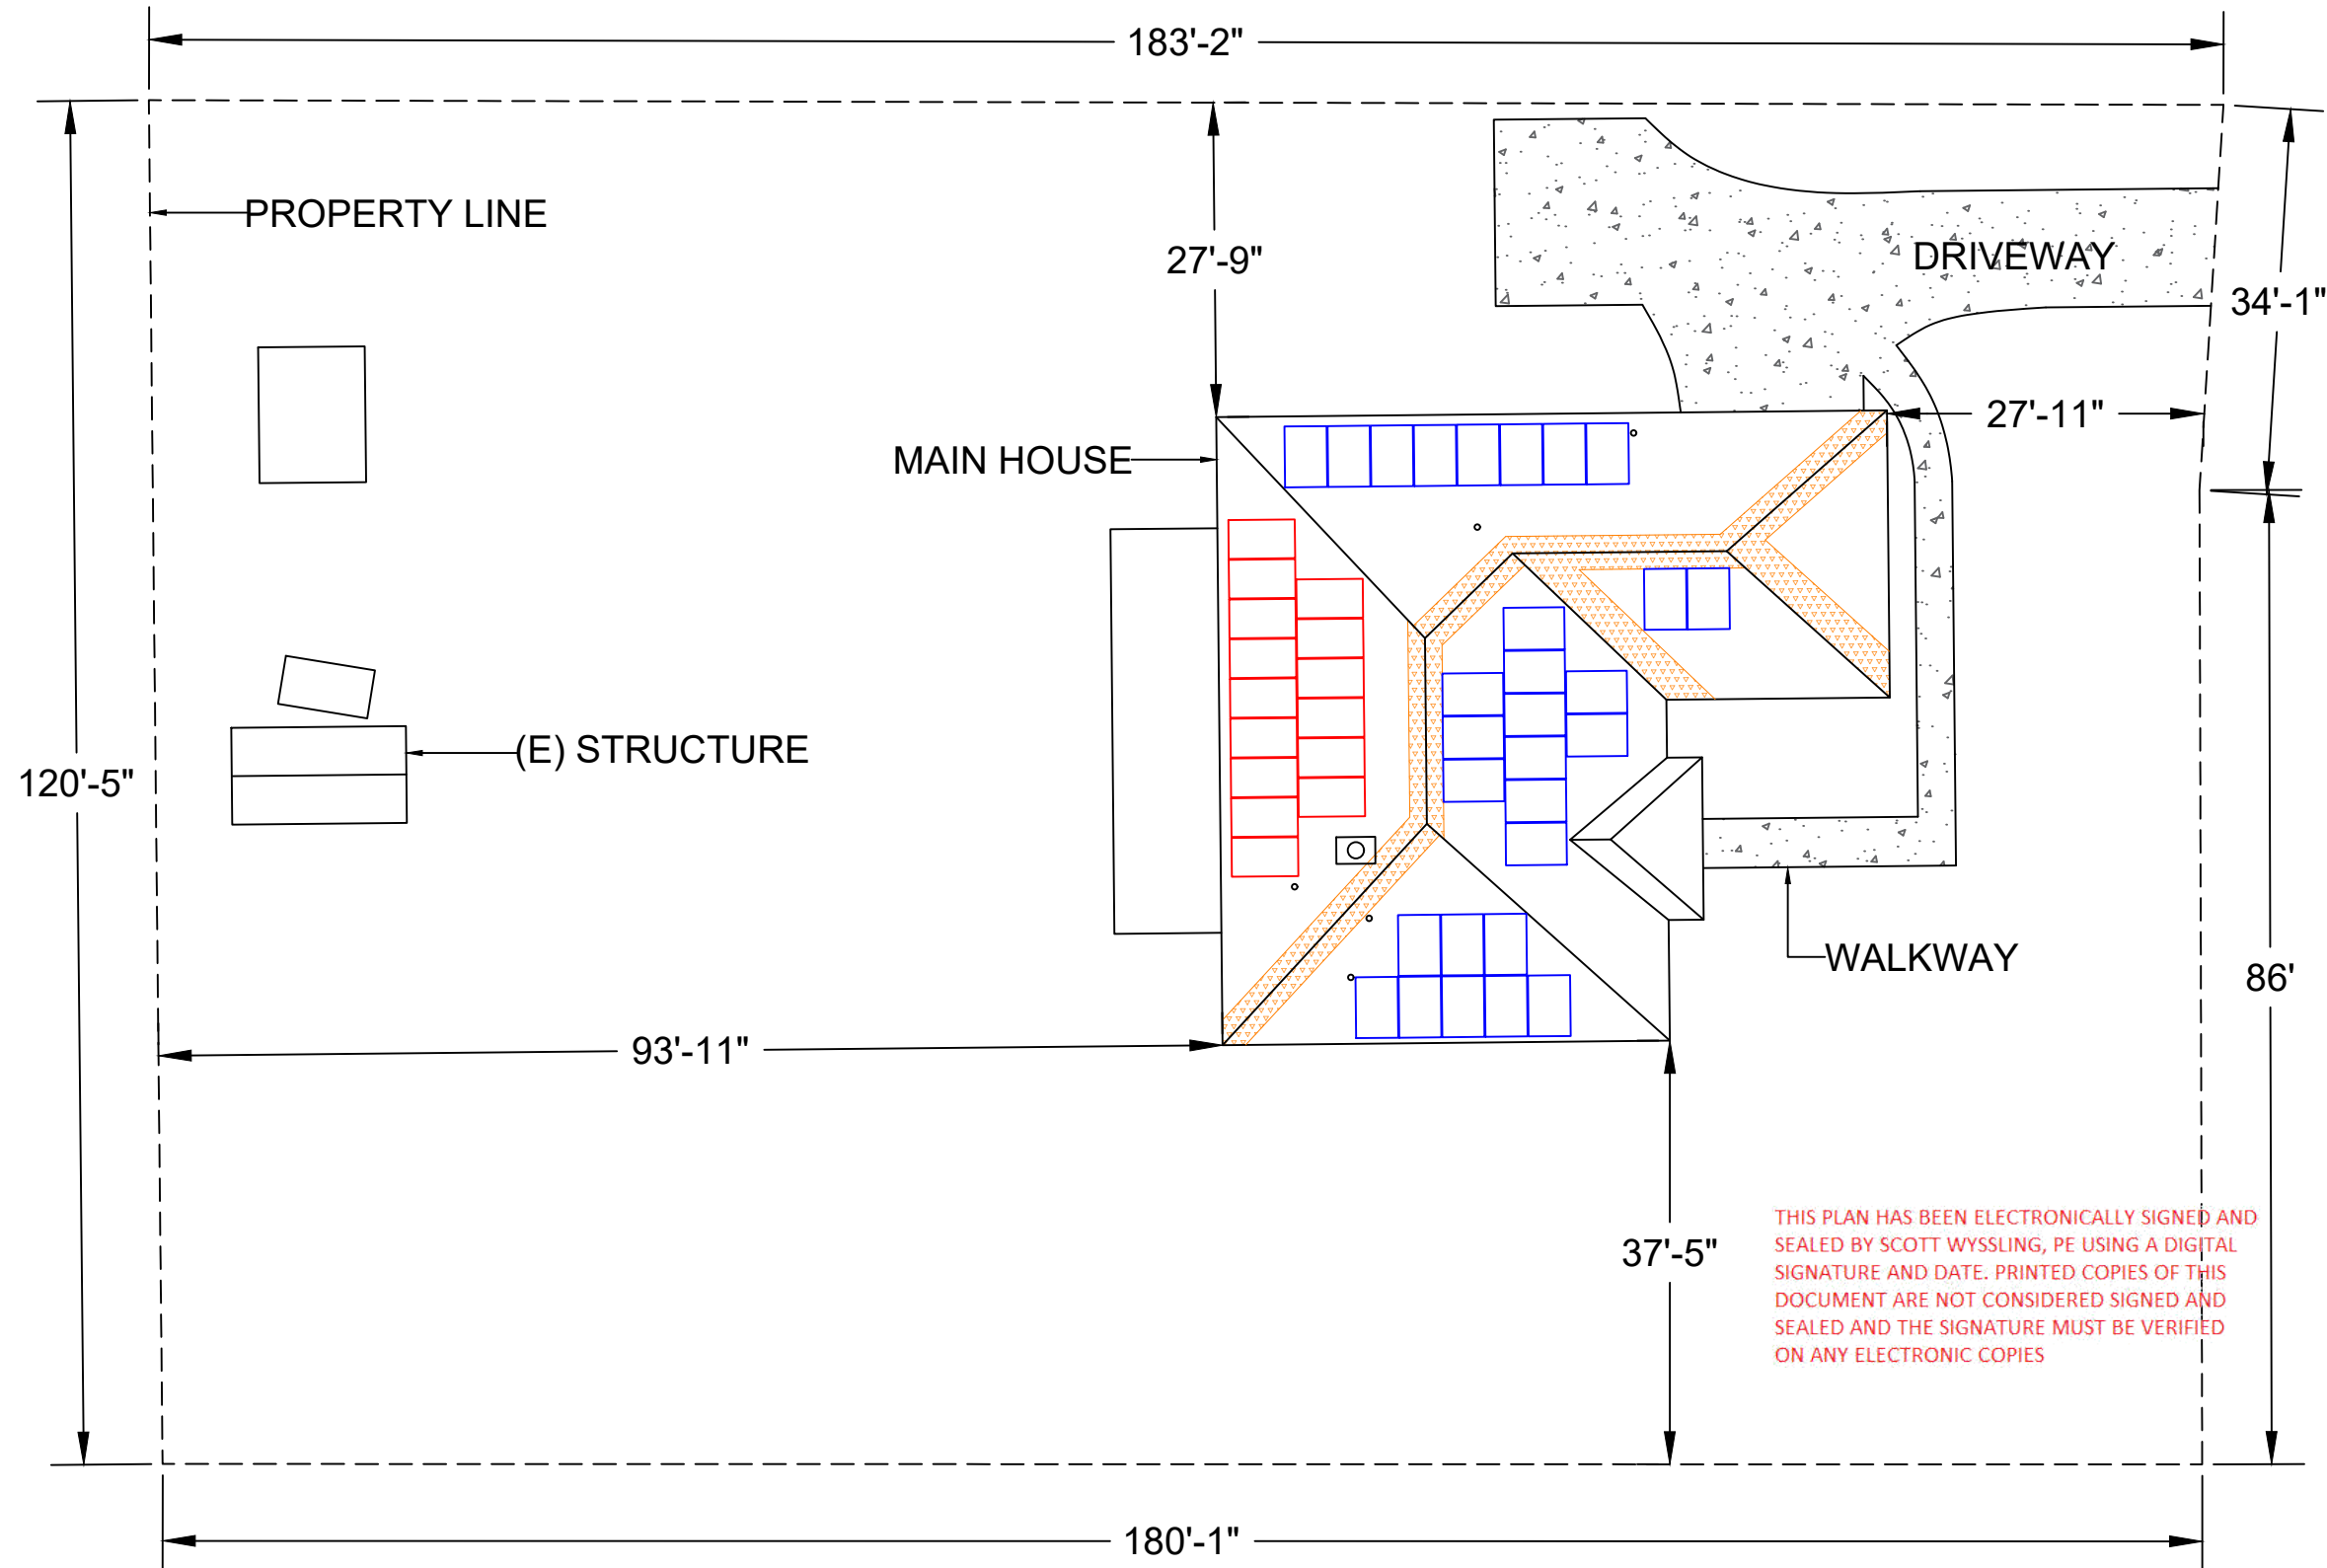 183'-2"
PROPERTY LINE
27'-9"
DRIVEWAY
34'-1"
27'-11"
MAIN HOUSE
(E) STRUCTURE
120'-5"
WALKWAY
86'
93'-11"
37'-5"
THIS PLAN HAS BEEN ELECTRONICALLY SIGNED AND
SEALED BY SCOTT WYSSLING, PE USING A DIGITAL
SIGNATURE AND DATE. PRINTED COPIES OF THIS
DOCUMENT ARE NOT CONSIDERED SIGNED AND
SEALED AND THE SIGNATURE MUST BE VERIFIED
ON ANY ELECTRONIC COPIES
180'-1"